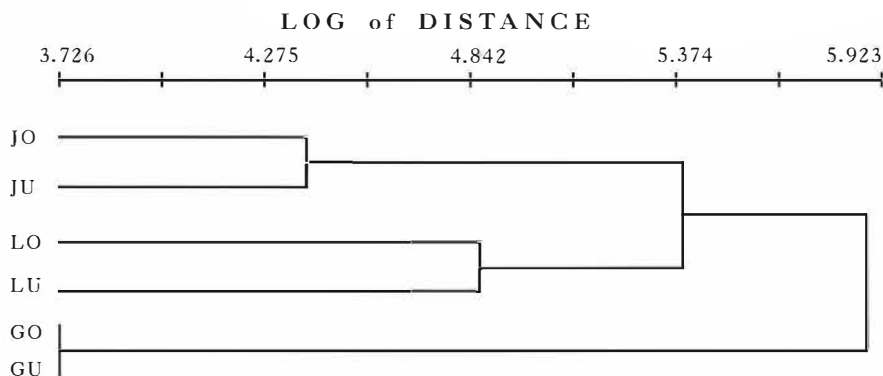 LOG of DISTANCE
3.726 4.275 4.842 5.374 5.923
JO
JU
LO
LU
GO
GU